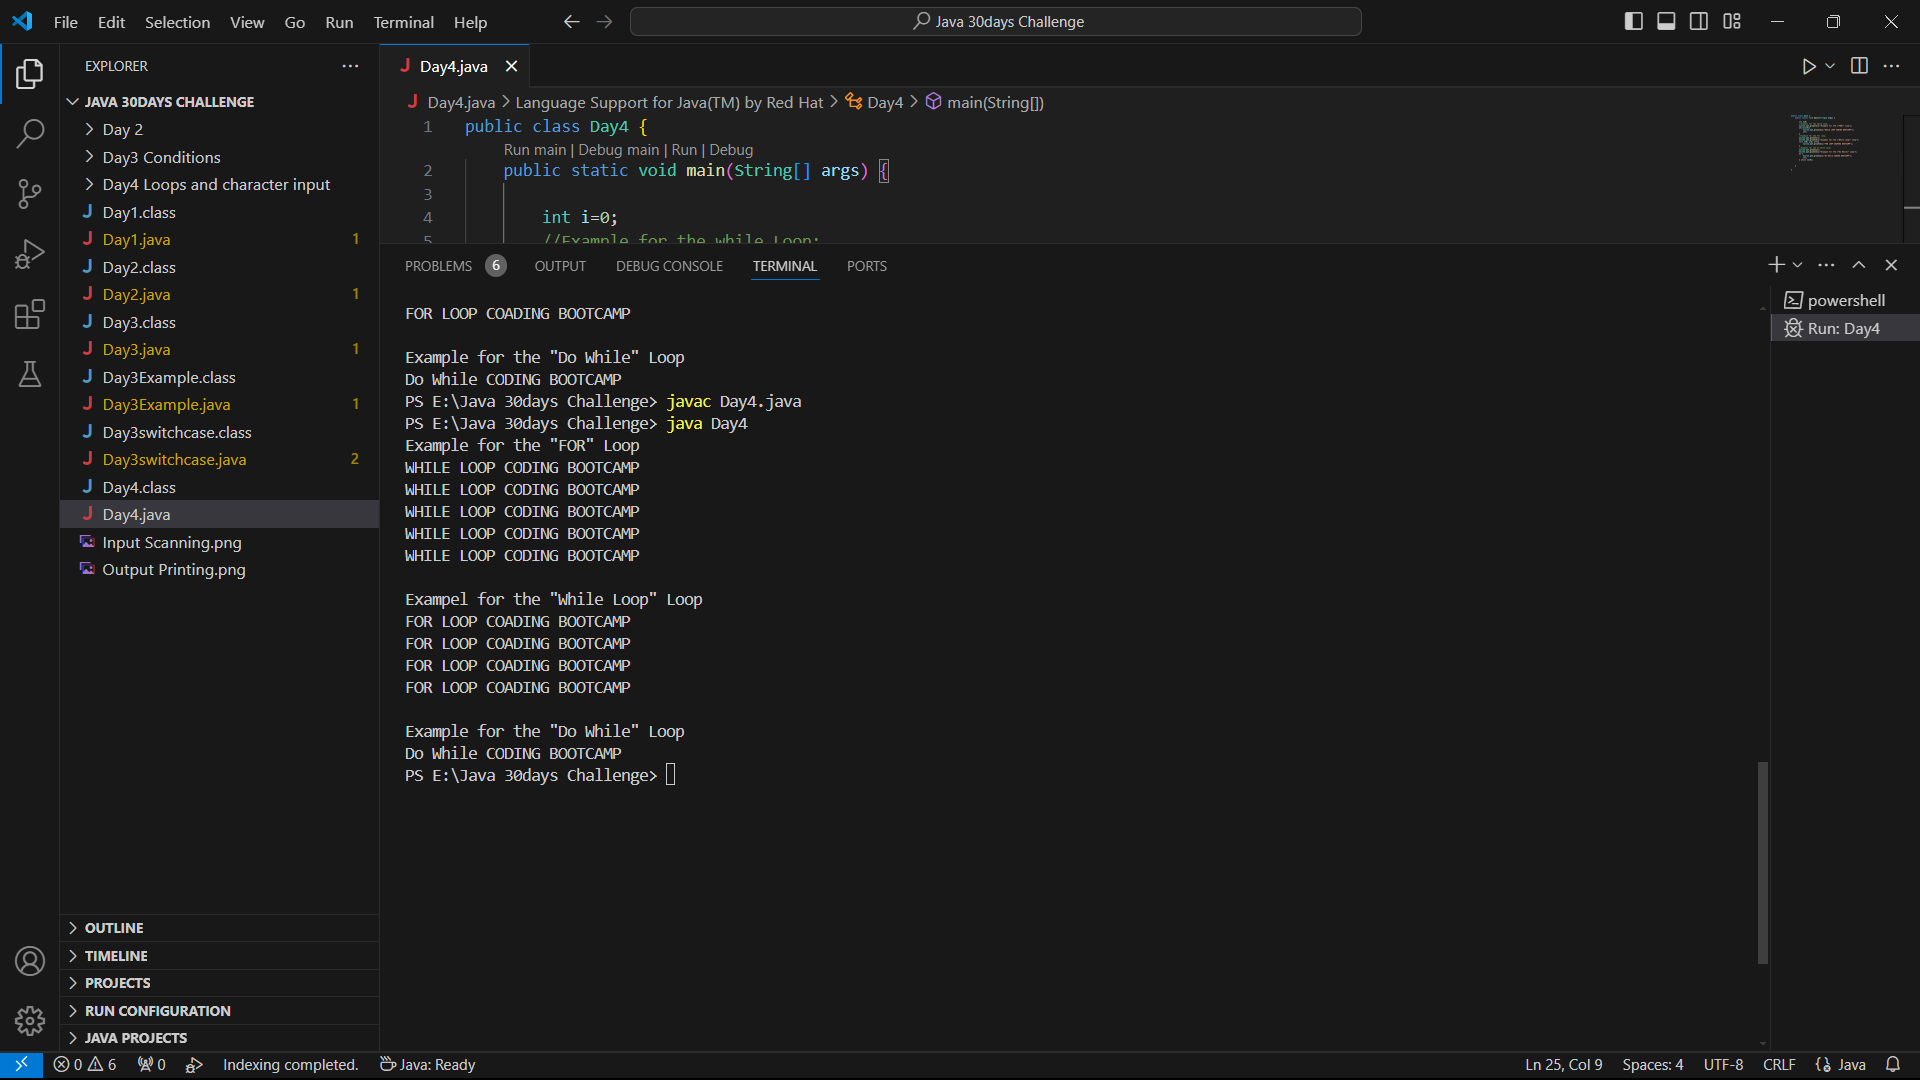 File Edit Selection View Go Run Terminal Help
Java 30days Challenge
EXPLORER
JAVA 30DAYS CHALLENGE
Day 2
Day3 Conditions
Day4 Loops and character input
Day1.class
Day1.java 1
Day2.class
Day2.java 1
Day3.class
Day3.java 1
Day3Example.class
Day3Example.java 1
Day3switchcase.class
Day3switchcase.java 2
Day4.class
Day4.java
Input Scanning.png
Output Printing.png
OUTLINE
TIMELINE
PROJECTS
RUN CONFIGURATION
JAVA PROJECTS
Day4.java
Day4.java > Language Support for Java(TM) by Red Hat > Day4 > main(String[])
1 public class Day4 {
Run main | Debug main | Run | Debug
2 public static void main(String[] args) {
3
4 int i=0;
5 //Example for the while Loop:
PROBLEMS 6 OUTPUT DEBUG CONSOLE TERMINAL PORTS
powershell
Run: Day4
FOR LOOP COADING BOOTCAMP
Example for the "Do While" Loop
Do While CODING BOOTCAMP
PS E:\Java 30days Challenge> javac Day4.java
PS E:\Java 30days Challenge> java Day4
Example for the "FOR" Loop
WHILE LOOP CODING BOOTCAMP
WHILE LOOP CODING BOOTCAMP
WHILE LOOP CODING BOOTCAMP
WHILE LOOP CODING BOOTCAMP
WHILE LOOP CODING BOOTCAMP
Exampel for the "While Loop" Loop
FOR LOOP COADING BOOTCAMP
FOR LOOP COADING BOOTCAMP
FOR LOOP COADING BOOTCAMP
FOR LOOP COADING BOOTCAMP
Example for the "Do While" Loop
Do While CODING BOOTCAMP
PS E:\Java 30days Challenge>
0 6 0 Indexing completed. Java: Ready Ln 25, Col 9 Spaces: 4 UTF-8 CRLF Java